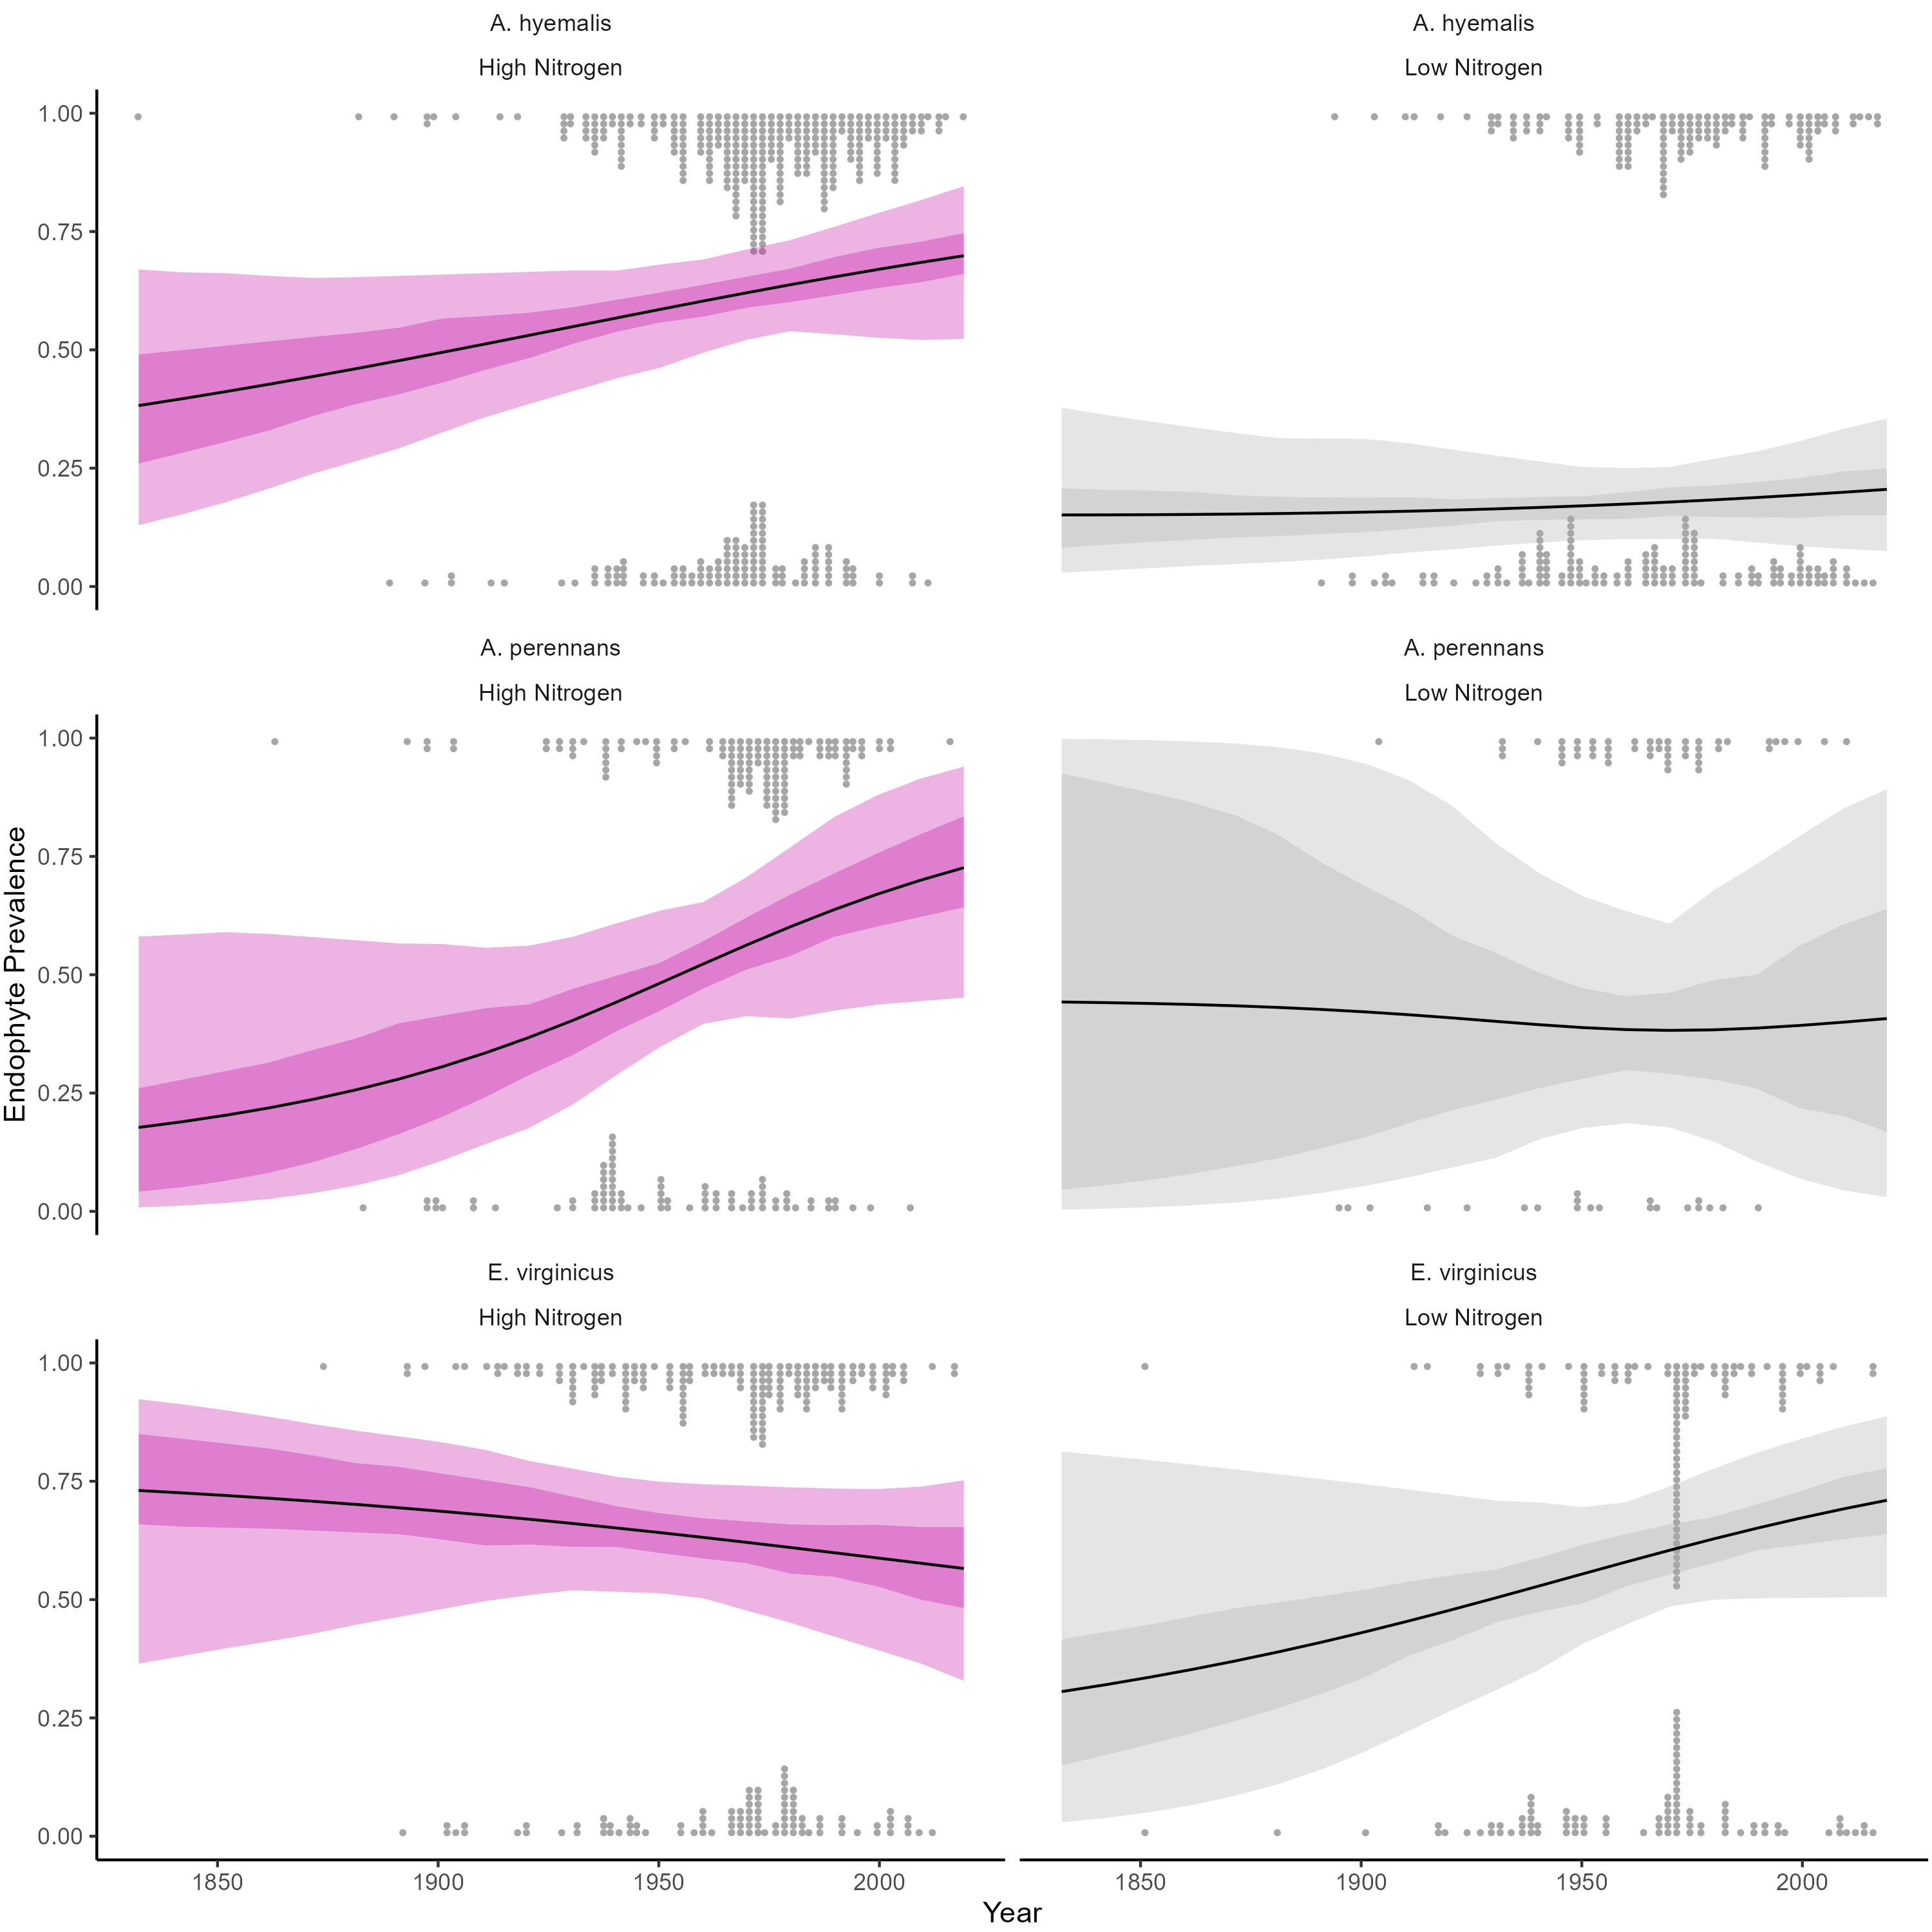 A. hyemalis
High Nitrogen
A. hyemalis
Low Nitrogen
1.00
0.75
0.50
0.25
0.00
A. perennans
High Nitrogen
A. perennans
Low Nitrogen
1.00
0.75
0.50
0.25
0.00
Endophyte Prevalence
E. virginicus
High Nitrogen
E. virginicus
Low Nitrogen
1.00
0.75
0.50
0.25
0.00
1850 1900 1950 2000
1850 1900 1950 2000
Year